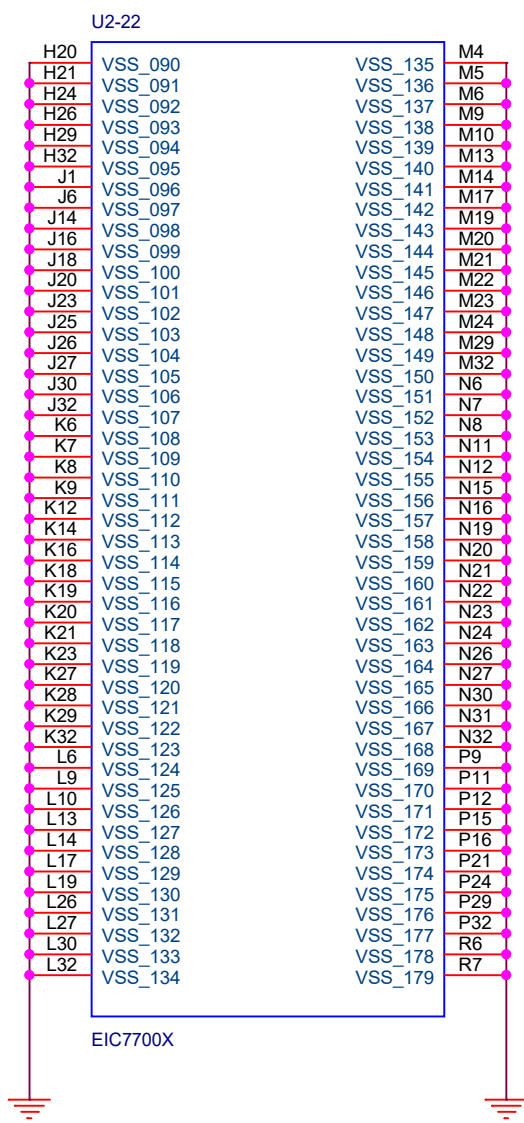 U2-22
H20 VSS_090 VSS_135 M4
H21 VSS_091 VSS_136 M5
H24 VSS_092 VSS_137 M6
H26 VSS_093 VSS_138 M9
H29 VSS_094 VSS_139 M10
H32 VSS_095 VSS_140 M13
J1 VSS_096 VSS_141 M14
J6 VSS_097 VSS_142 M17
J14 VSS_098 VSS_143 M19
J16 VSS_099 VSS_144 M20
J18 VSS_100 VSS_145 M21
J20 VSS_101 VSS_146 M22
J23 VSS_102 VSS_147 M23
J25 VSS_103 VSS_148 M24
J26 VSS_104 VSS_149 M29
J27 VSS_105 VSS_150 M32
J30 VSS_106 VSS_151 N6
J32 VSS_107 VSS_152 N7
K6 VSS_108 VSS_153 N8
K7 VSS_109 VSS_154 N11
K8 VSS_110 VSS_155 N12
K9 VSS_111 VSS_156 N15
K12 VSS_112 VSS_157 N16
K14 VSS_113 VSS_158 N19
K16 VSS_114 VSS_159 N20
K18 VSS_115 VSS_160 N21
K19 VSS_116 VSS_161 N22
K20 VSS_117 VSS_162 N23
K21 VSS_118 VSS_163 N24
K23 VSS_119 VSS_164 N26
K27 VSS_120 VSS_165 N27
K28 VSS_121 VSS_166 N30
K29 VSS_122 VSS_167 N31
K32 VSS_123 VSS_168 N32
L6 VSS_124 VSS_169 P9
L9 VSS_125 VSS_170 P11
L10 VSS_126 VSS_171 P12
L13 VSS_127 VSS_172 P15
L14 VSS_128 VSS_173 P16
L17 VSS_129 VSS_174 P21
L19 VSS_130 VSS_175 P24
L26 VSS_131 VSS_176 P29
L27 VSS_132 VSS_177 P32
L30 VSS_133 VSS_178 R6
L32 VSS_134 VSS_179 R7
EIC7700X